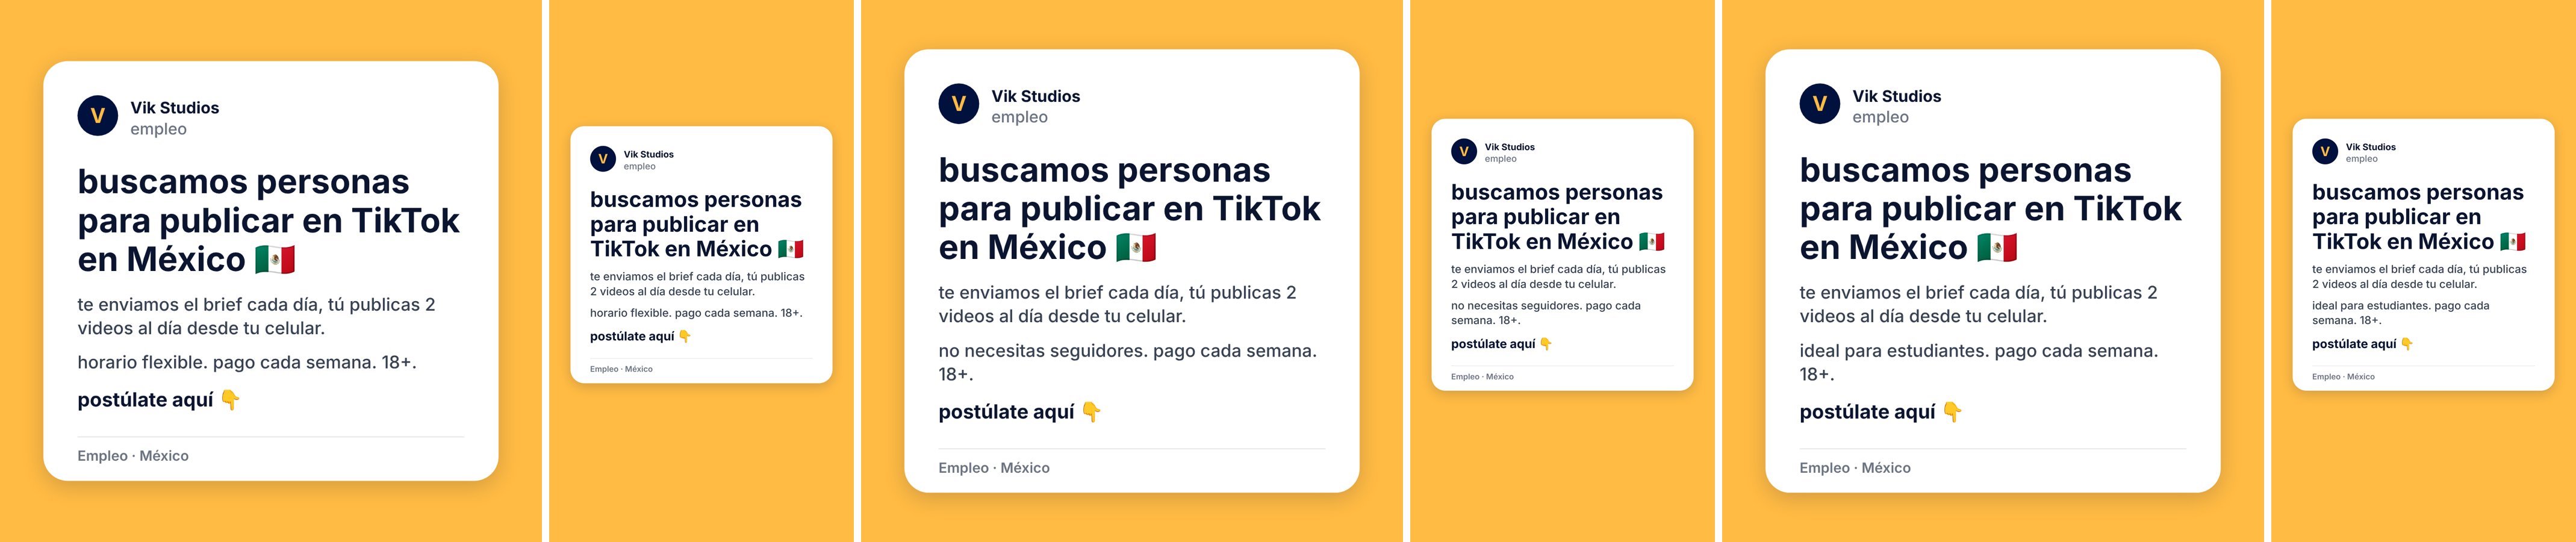 V
Vik Studios
empleo
buscamos personas
para publicar en TikTok
en México 🇲🇽
te enviamos el brief cada día, tú publicas 2
videos al día desde tu celular.
horario flexible. pago cada semana. 18+.
postúlate aquí 👇
Empleo · México
V
Vik Studios
empleo
buscamos personas
para publicar en
TikTok en México 🇲🇽
te enviamos el brief cada día, tú publicas
2 videos al día desde tu celular.
horario flexible. pago cada semana. 18+.
postúlate aquí 👇
Empleo · México
V
Vik Studios
empleo
buscamos personas
para publicar en TikTok
en México 🇲🇽
te enviamos el brief cada día, tú publicas 2
videos al día desde tu celular.
no necesitas seguidores. pago cada semana.
18+.
postúlate aquí 👇
Empleo · México
V
Vik Studios
empleo
buscamos personas
para publicar en
TikTok en México 🇲🇽
te enviamos el brief cada día, tú publicas
2 videos al día desde tu celular.
no necesitas seguidores. pago cada
semana. 18+.
postúlate aquí 👇
Empleo · México
V
Vik Studios
empleo
buscamos personas
para publicar en TikTok
en México 🇲🇽
te enviamos el brief cada día, tú publicas 2
videos al día desde tu celular.
ideal para estudiantes. pago cada semana.
18+.
postúlate aquí 👇
Empleo · México
V
Vik Studios
empleo
buscamos personas
para publicar en
TikTok en México 🇲🇽
te enviamos el brief cada día, tú publicas
2 videos al día desde tu celular.
ideal para estudiantes. pago cada
semana. 18+.
postúlate aquí 👇
Empleo · México